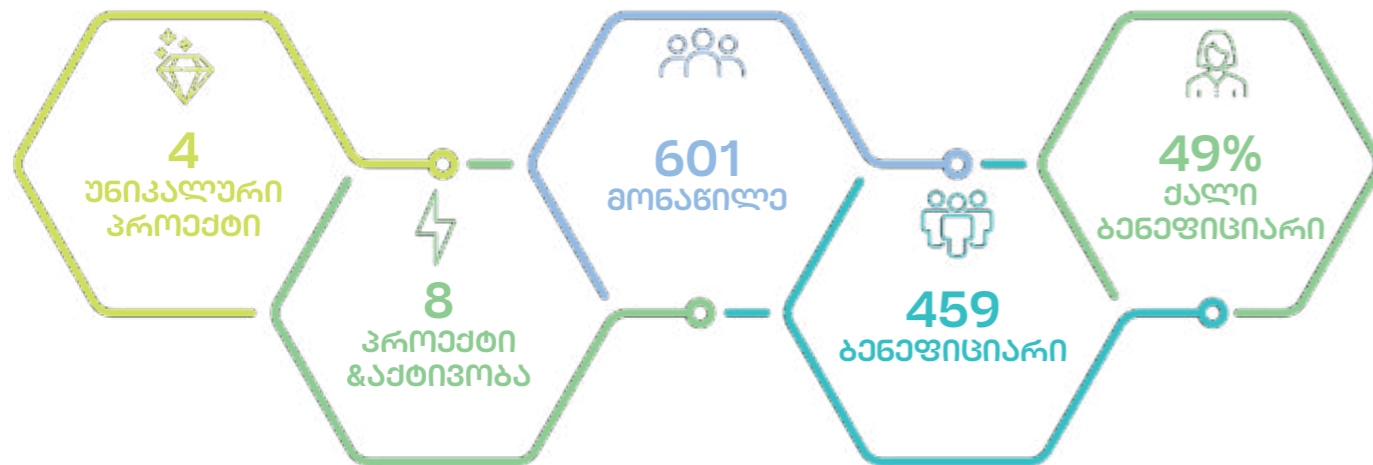 4
უნიკალური
პროექტი
8
პროექტი
&აქტივობა
601
მონაწილე
459
ბენეფიციარი
49%
ქალი
ბენეფიციარი